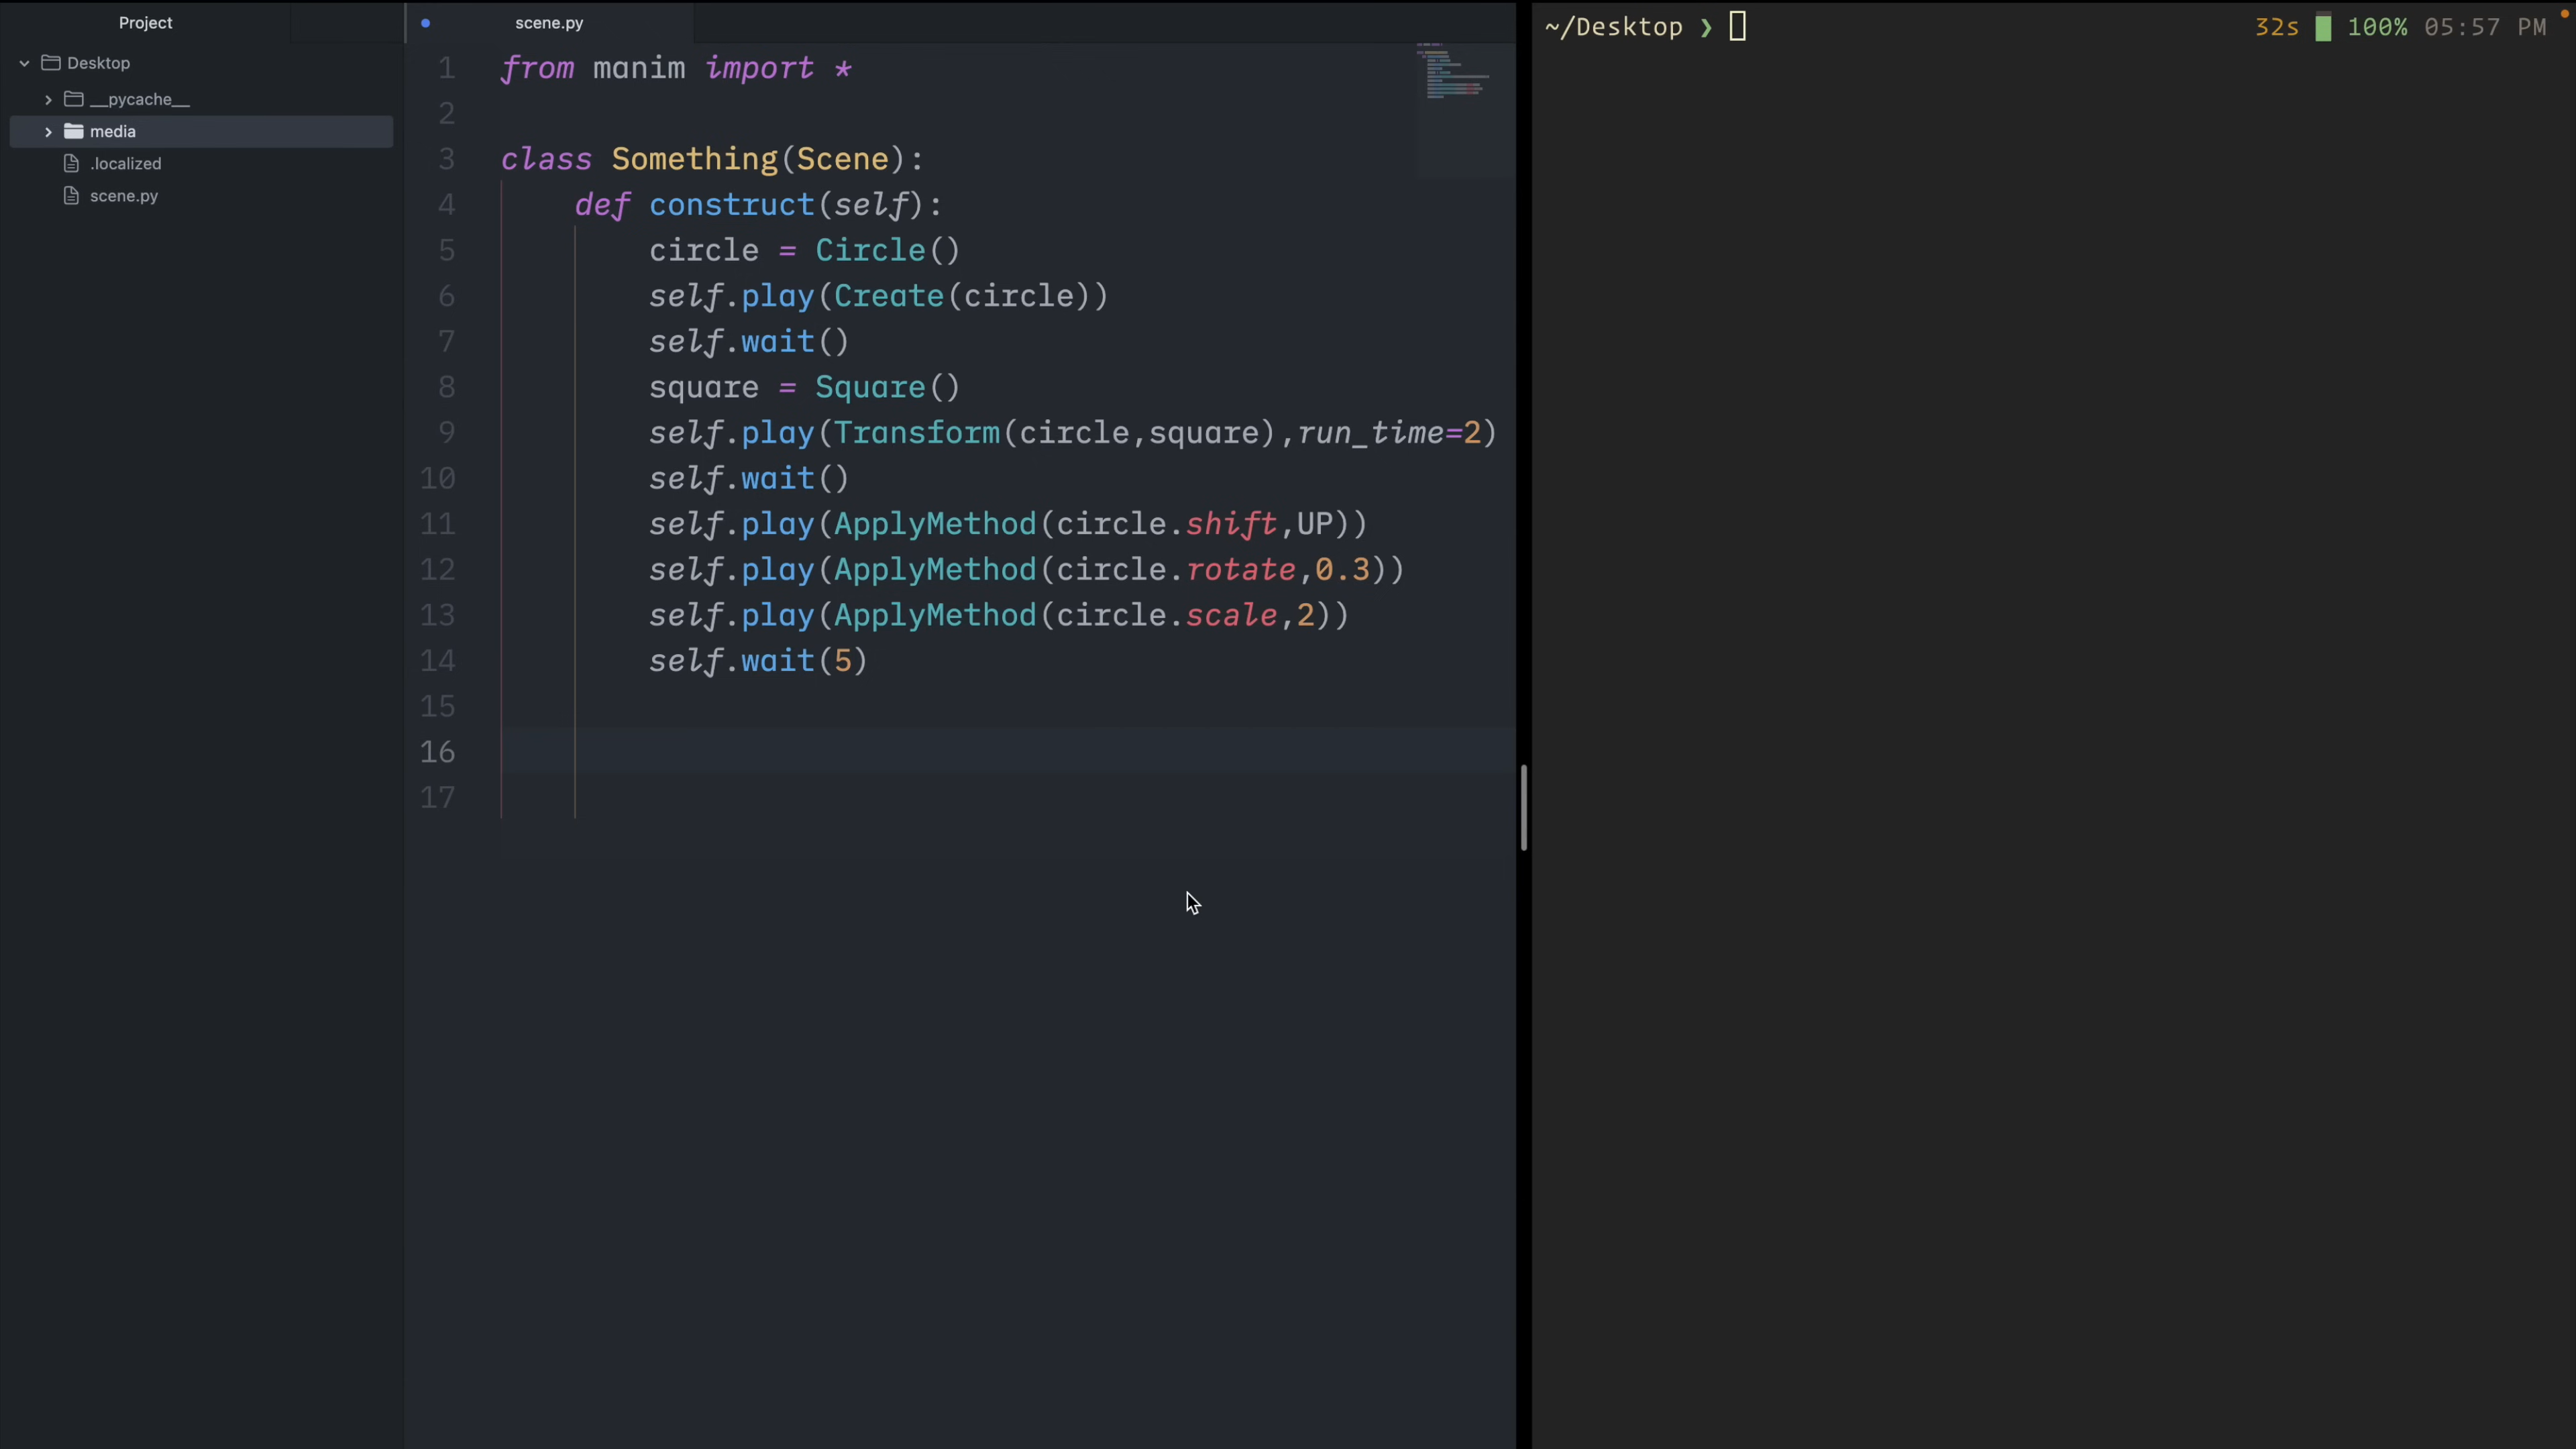 Project
Desktop
__pycache__
media
.localized
scene.py
scene.py
1 from manim import *
2
3 class Something(Scene):
4 def construct(self):
5 circle = Circle()
6 self.play(Create(circle))
7 self.wait()
8 square = Square()
9 self.play(Transform(circle,square),run_time=2)
10 self.wait()
11 self.play(ApplyMethod(circle.shift,UP))
12 self.play(ApplyMethod(circle.rotate,0.3))
13 self.play(ApplyMethod(circle.scale,2))
14 self.wait(5)
15
16
17
~/Desktop ❯ 32s 100% 05:57 PM